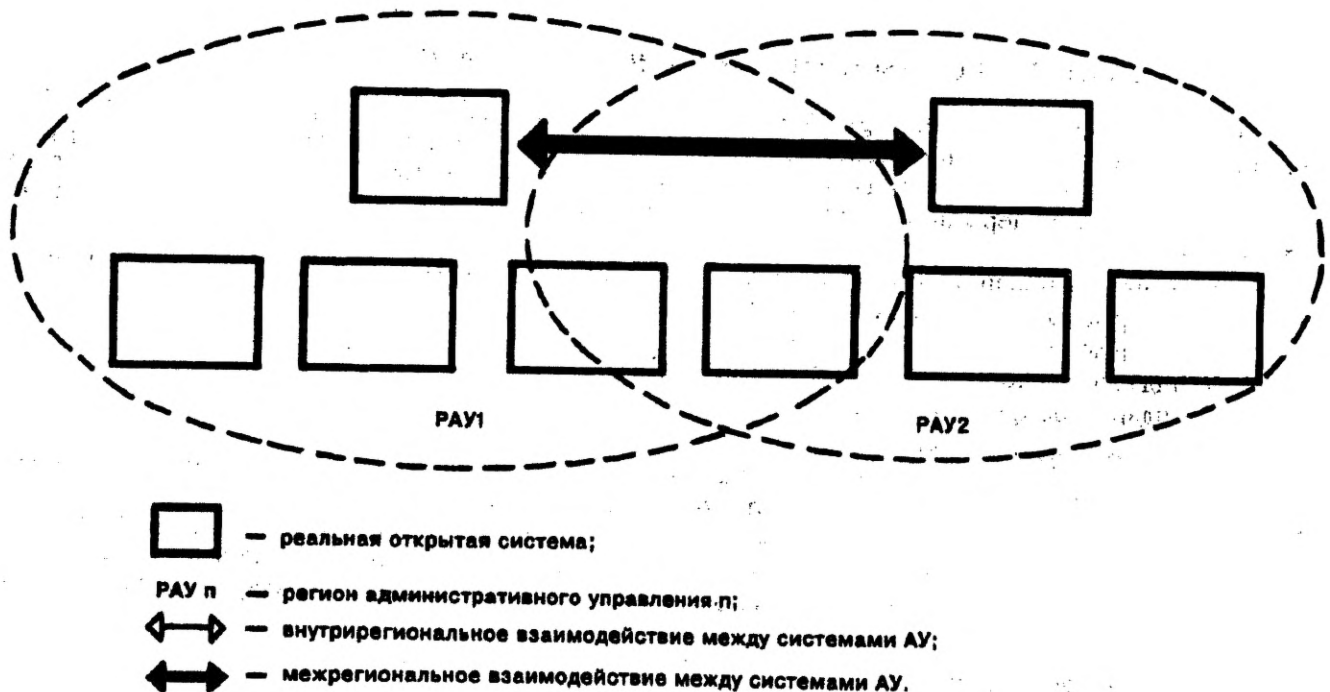 РАУ1
РАУ2
— реальная открытая система;
РАУ п — регион административного управления п;
— внутрирегиональное взаимодействие между системами АУ;
— межрегиональное взаимодействие между системами АУ.